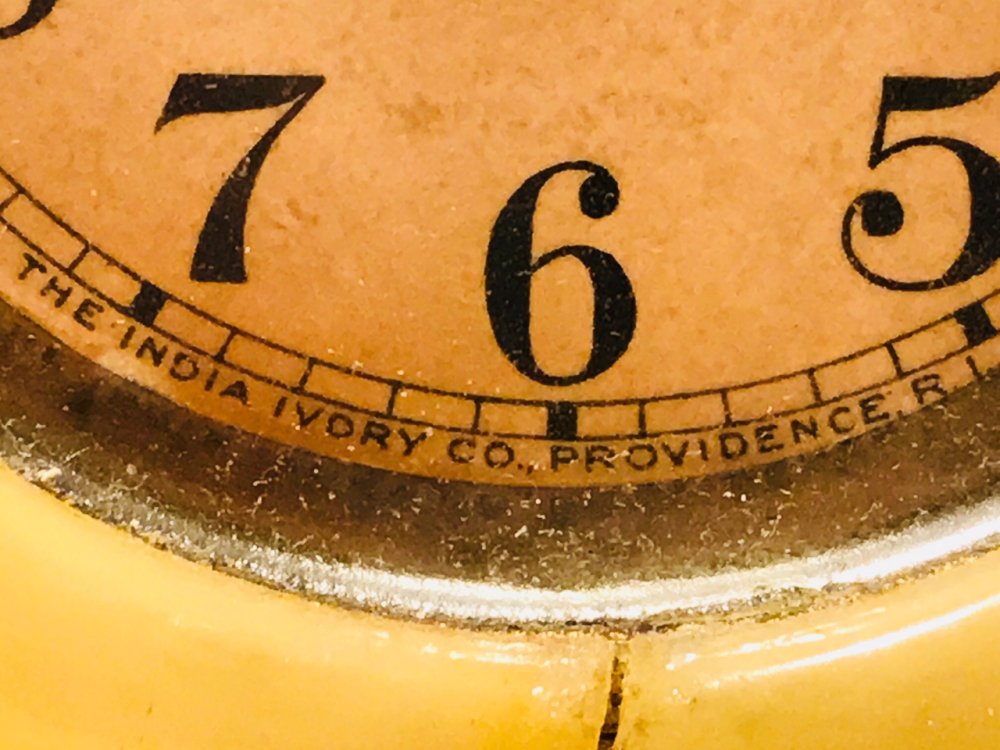 7 6 5
THE INDIA IVORY CO., PROVIDENCE, R I